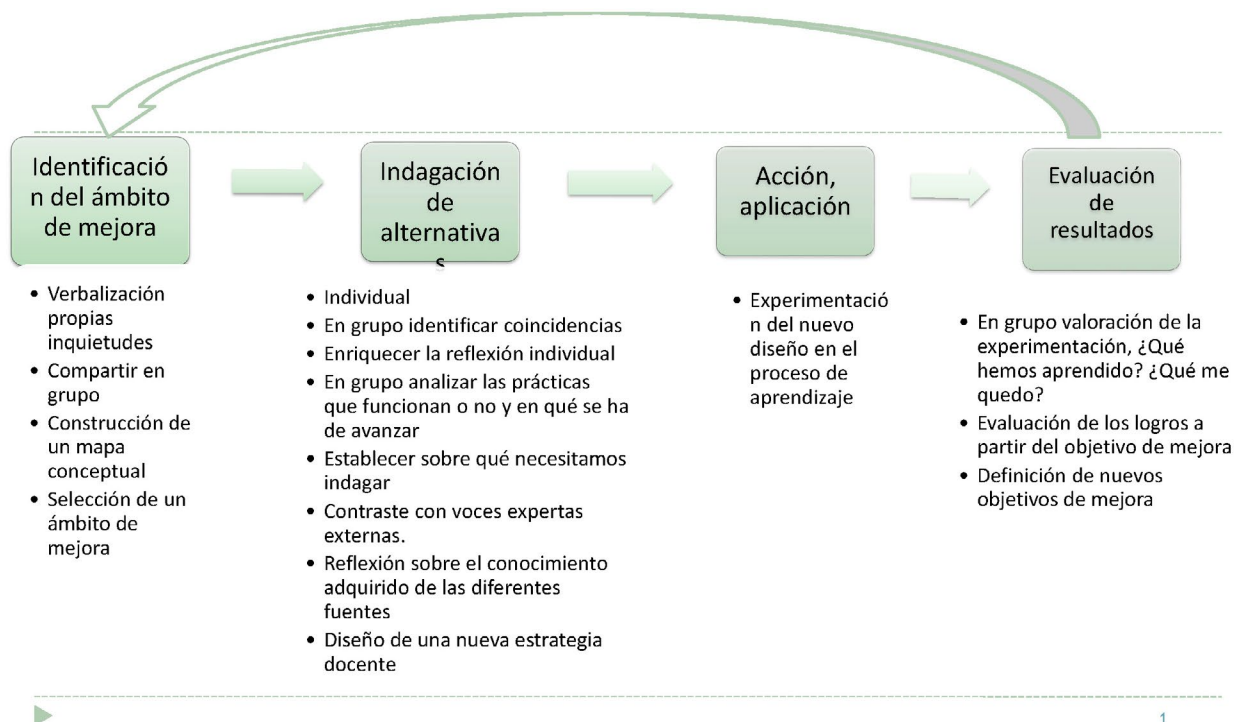 Identificació
n del ámbito
de mejora
• Verbalización
propias
inquietudes
• Compartir en
grupo
• Construcción de
un mapa
conceptual
• Selección de un
ámbito de
mejora
Indagación
de
alternativa
s
• Individual
• En grupo identificar coincidencias
• Enriquecer la reflexión individual
• En grupo analizar las prácticas
que funcionan o no y en qué se ha
de avanzar
• Establecer sobre qué necesitamos
indagar
• Contraste con voces expertas
externas.
• Reflexión sobre el conocimiento
adquirido de las diferentes
fuentes
• Diseño de una nueva estrategia
docente
Acción,
aplicación
• Experimentació
n del nuevo
diseño en el
proceso de
aprendizaje
Evaluación
de
resultados
• En grupo valoración de la
experimentación, ¿Qué
hemos aprendido? ¿Qué me
quedo?
• Evaluación de los logros a
partir del objetivo de mejora
• Definición de nuevos
objetivos de mejora
1